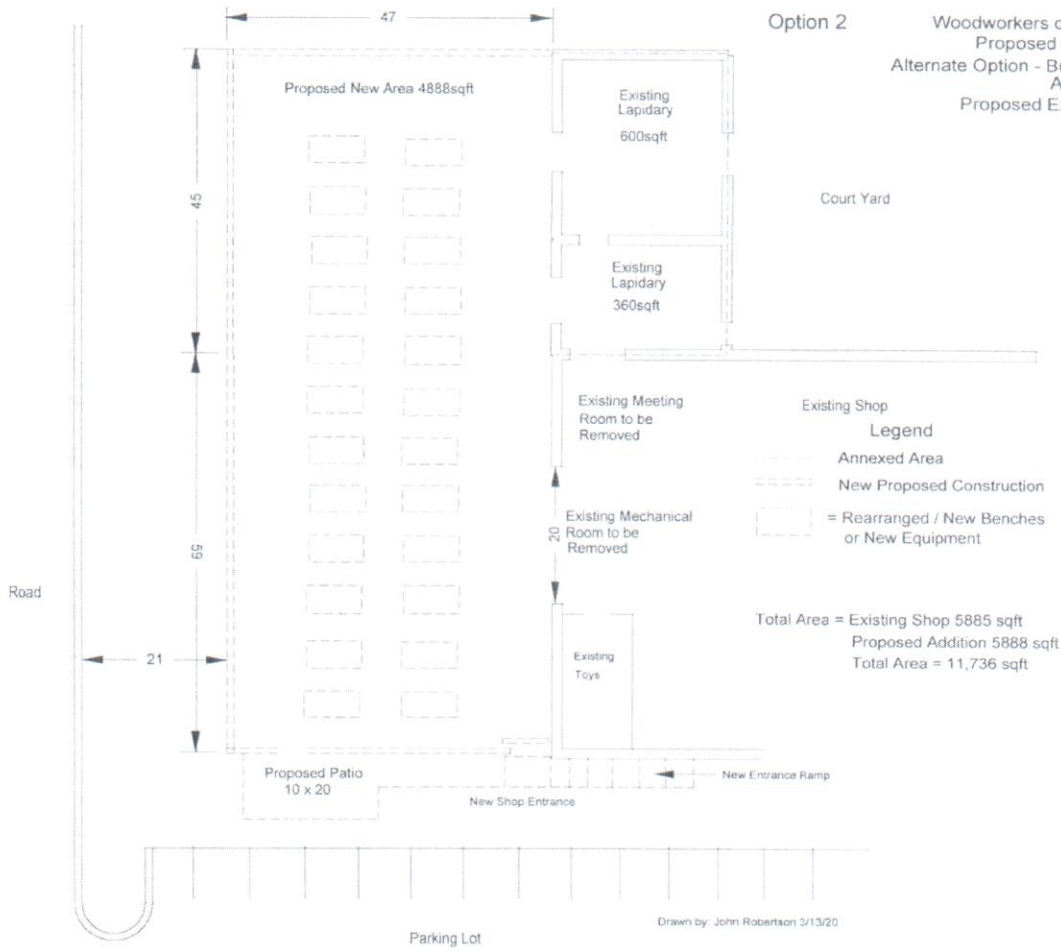 Option 2
Woodworkers
Proposed
Alternate Option -
Proposed
47
Proposed New Area 4888sqft
Existing
Lapidary
600sqft
Court Yard
45
Existing
Lapidary
360sqft
Existing Meeting
Room to be
Removed
Existing Shop
Legend
Annexed Area
New Proposed Construction
= Rearranged / New Benches
or New Equipment
Existing Mechanical
Room to be
Removed
20
59
Road
21
Total Area = Existing Shop 5885 sqft
Proposed Addition 5888 sqft
Total Area = 11,736 sqft
Existing
Toys
Proposed Patio
10 x 20
New Entrance Ramp
New Shop Entrance
Drawn by: John Robertson 3/13/20
Parking Lot